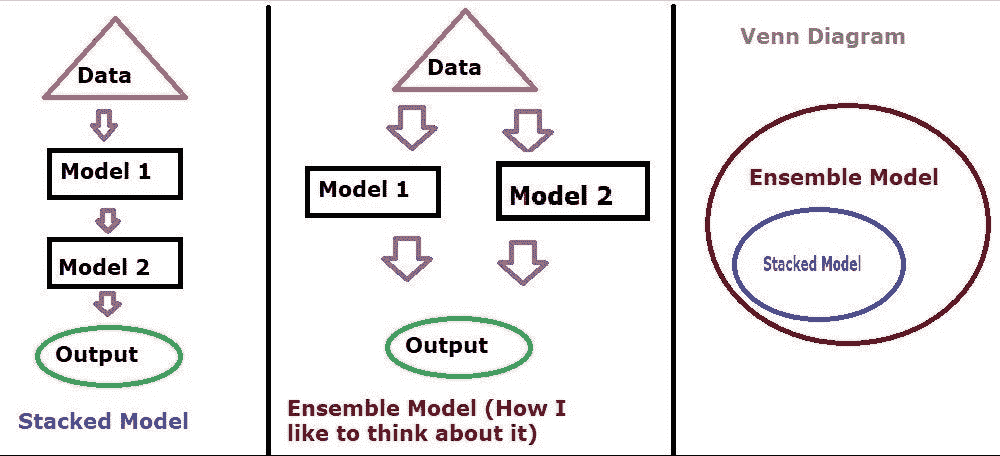 Data
Model 1
Model 2
Output
Stacked Model
Data
Model 1
Model 2
Output
Ensemble Model (How I
like to think about it)
Venn Diagram
Ensemble Model
Stacked Model